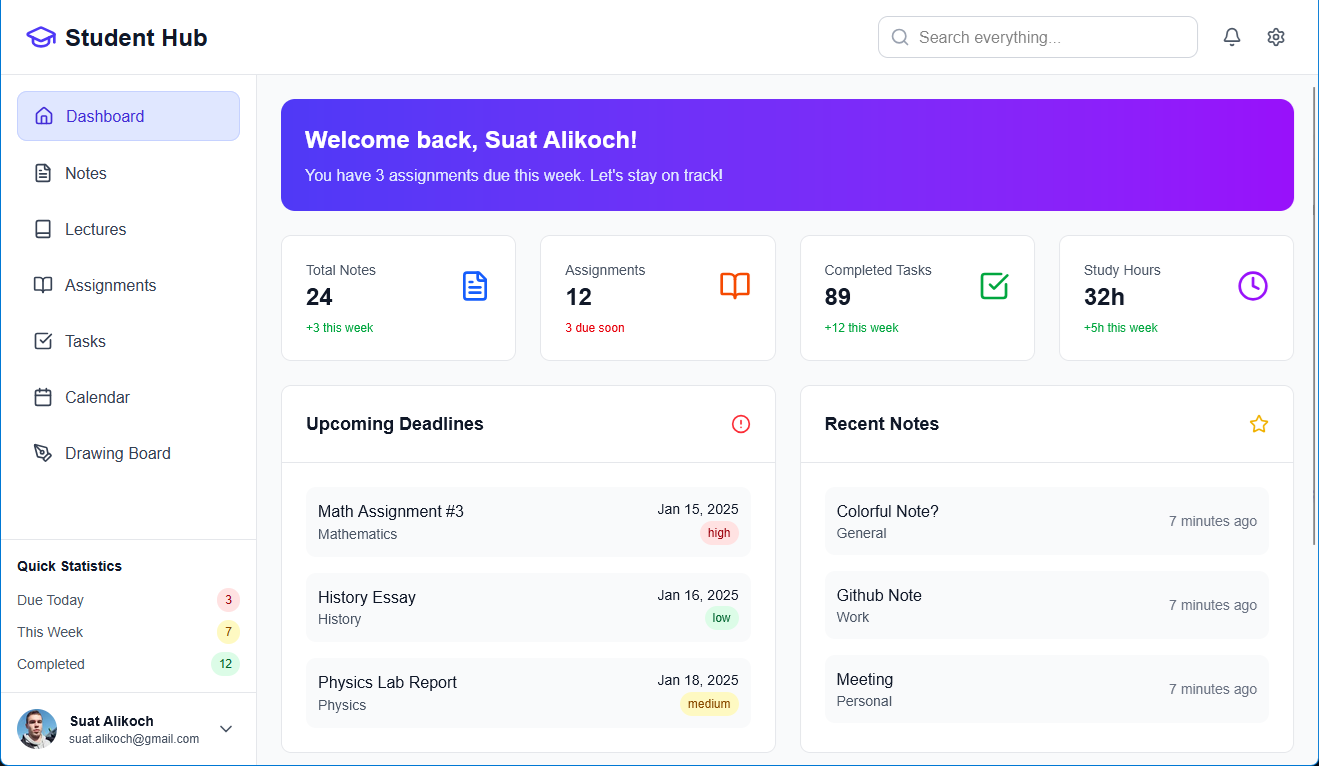 Student Hub
Search everything...
Dashboard
Notes
Lectures
Assignments
Tasks
Calendar
Drawing Board
Quick Statistics
Due Today 3
This Week 7
Completed 12
Suat Alikoch
suat.alikoch@gmail.com
Welcome back, Suat Alikoch!
You have 3 assignments due this week. Let's stay on track!
Total Notes
24
+3 this week
Assignments
12
3 due soon
Completed Tasks
89
+12 this week
Study Hours
32h
+5h this week
Upcoming Deadlines
Math Assignment #3 Jan 15, 2025
Mathematics high
History Essay Jan 16, 2025
History low
Physics Lab Report Jan 18, 2025
Physics medium
Recent Notes
Colorful Note?
General
7 minutes ago
Github Note
Work
7 minutes ago
Meeting
Personal
7 minutes ago